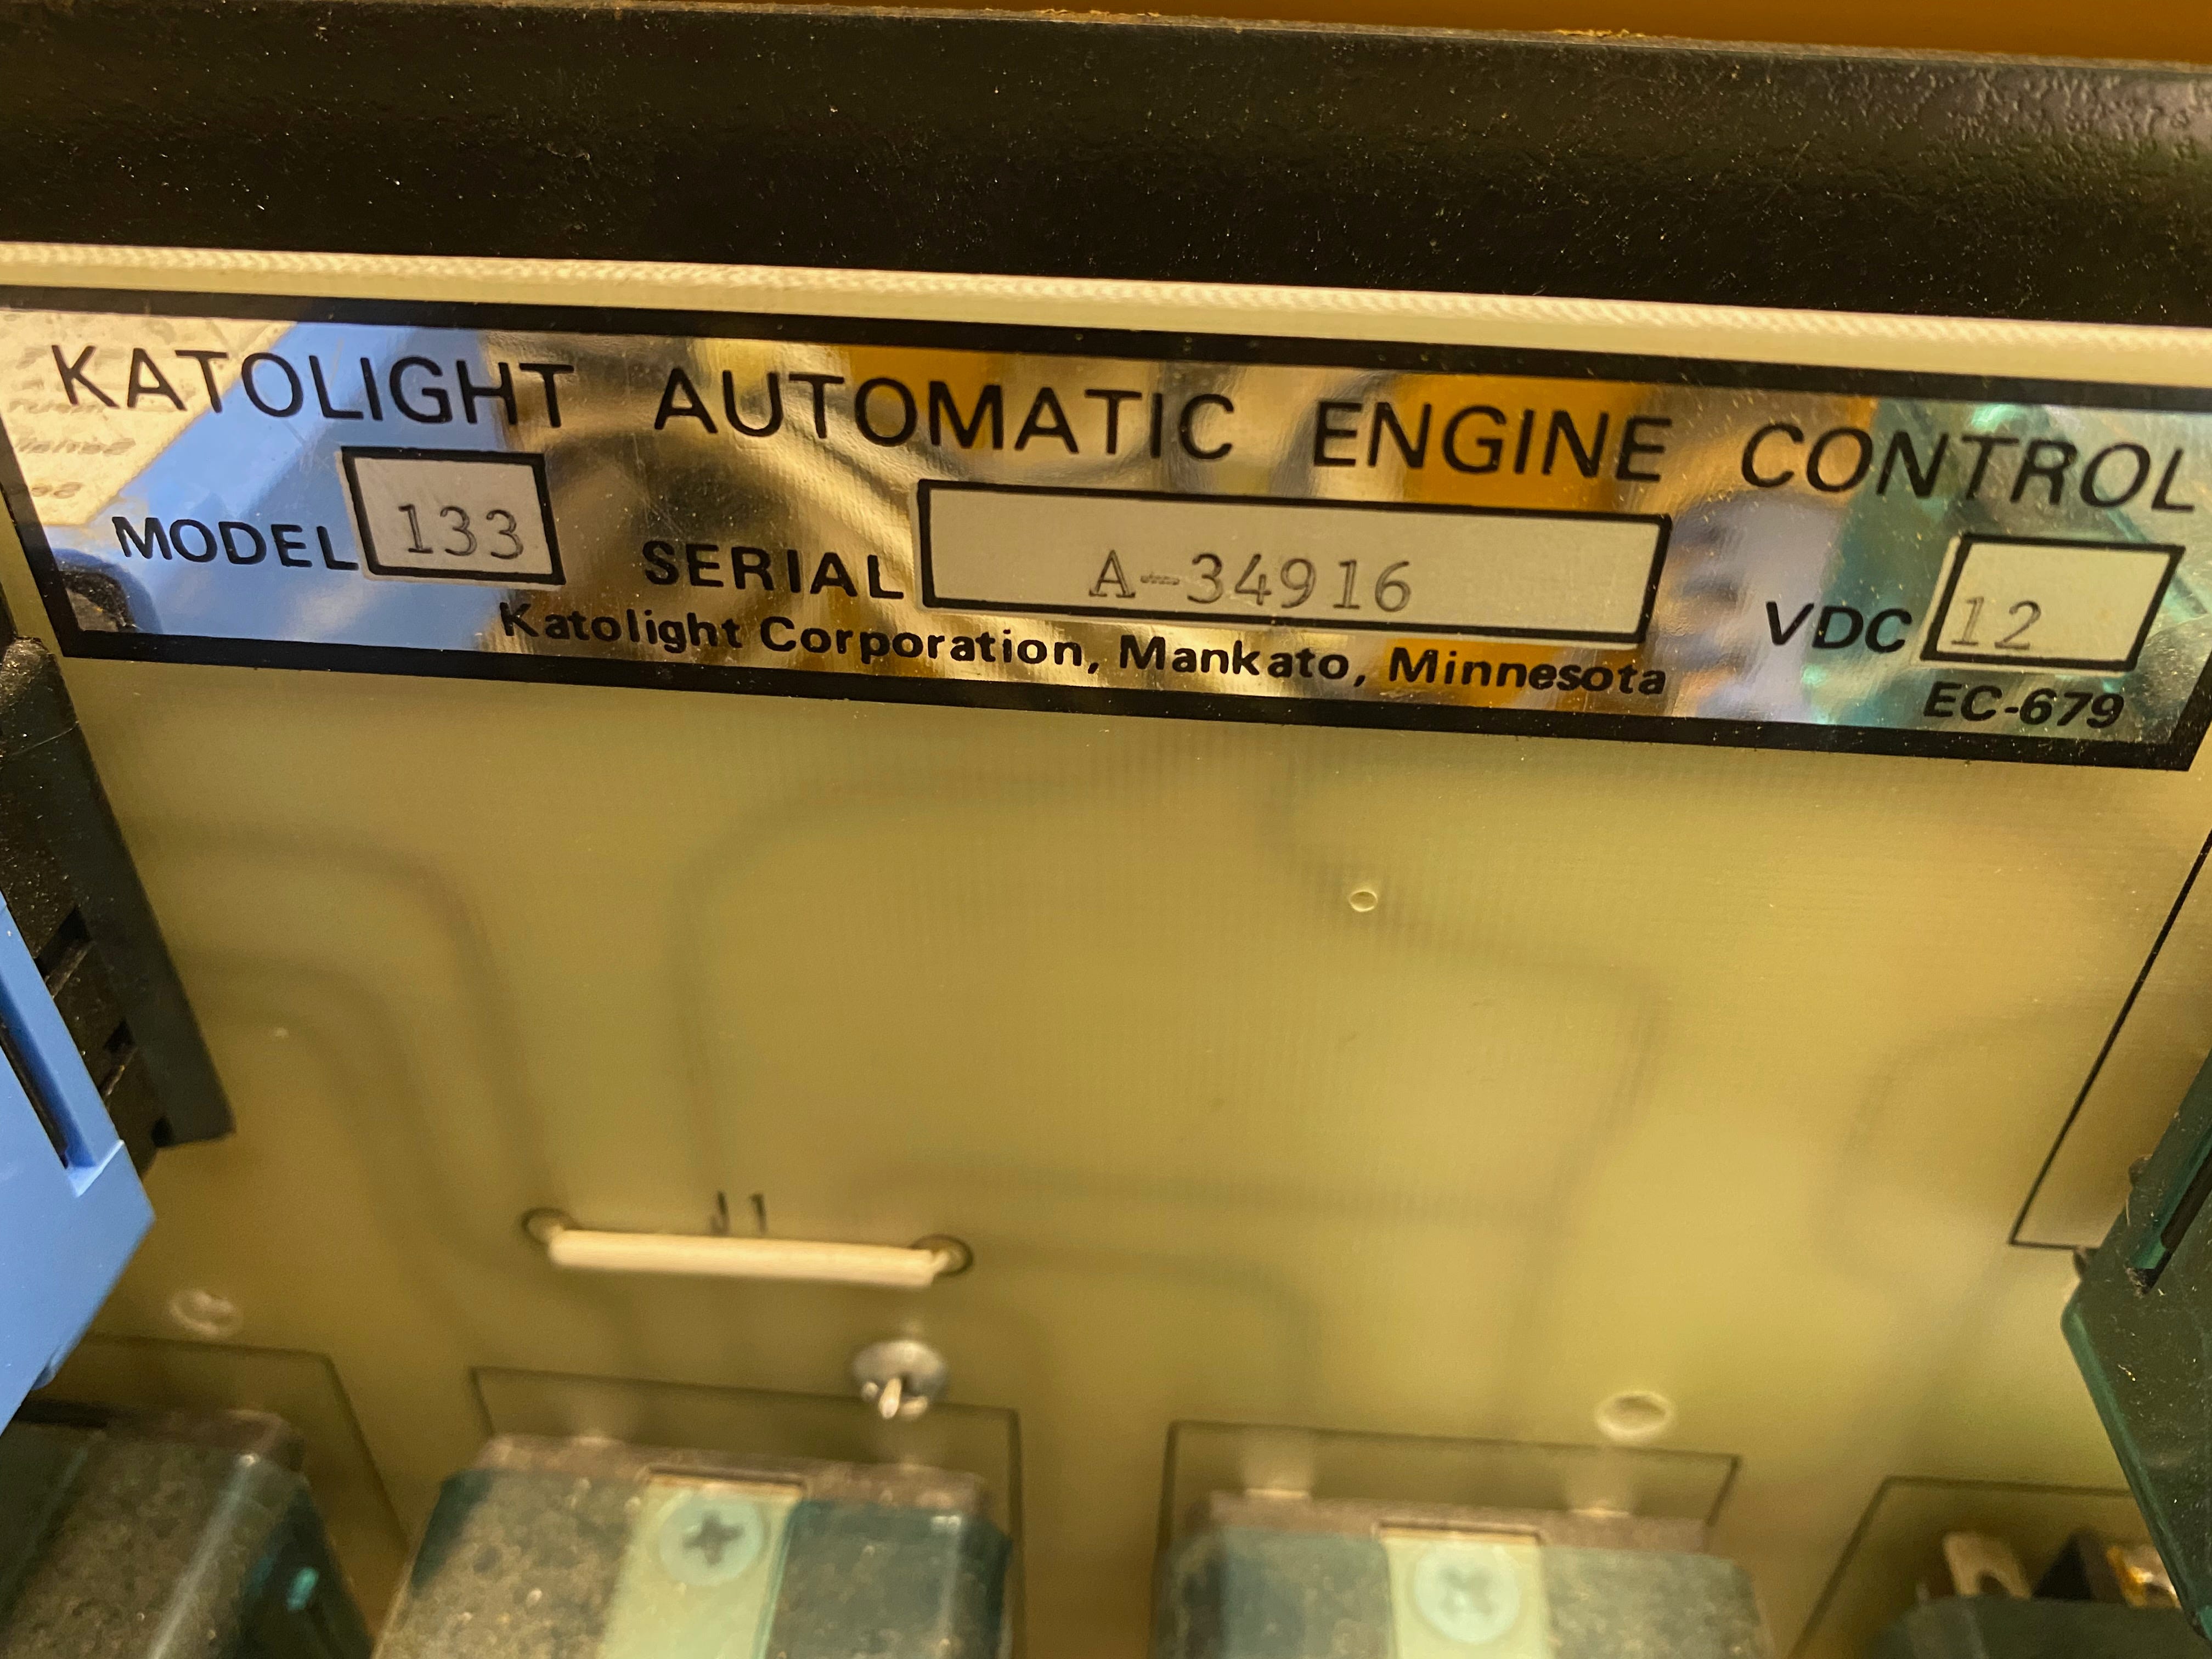 KATOLIGHT AUTOMATIC ENGINE CONTROL
MODEL 133 SERIAL A-34916 VDC 12
Katolight Corporation, Mankato, Minnesota
EC-679
J1